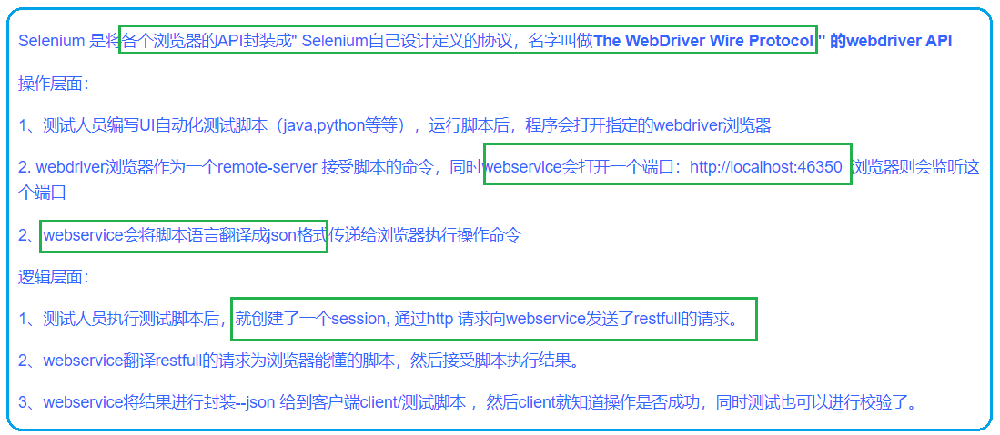 Selenium 是将各个浏览器的API封装成" Selenium自己设计定义的协议，名字叫做The WebDriver Wire Protocol " 的webdriver API
操作层面：
1、测试人员编写UI自动化测试脚本（java,python等等），运行脚本后，程序会打开指定的webdriver浏览器
2. webdriver浏览器作为一个remote-server 接受脚本的命令，同时webservice会打开一个端口：http://localhost:46350 浏览器则会监听这
个端口
2、webservice会将脚本语言翻译成json格式传递给浏览器执行操作命令
逻辑层面：
1、测试人员执行测试脚本后，就创建了一个session, 通过http 请求向webservice发送了restfull的请求。
2、webservice翻译restfull的请求为浏览器能懂的脚本，然后接受脚本执行结果。
3、webservice将结果进行封装--json 给到客户端client/测试脚本 ，然后client就知道操作是否成功，同时测试也可以进行校验了。